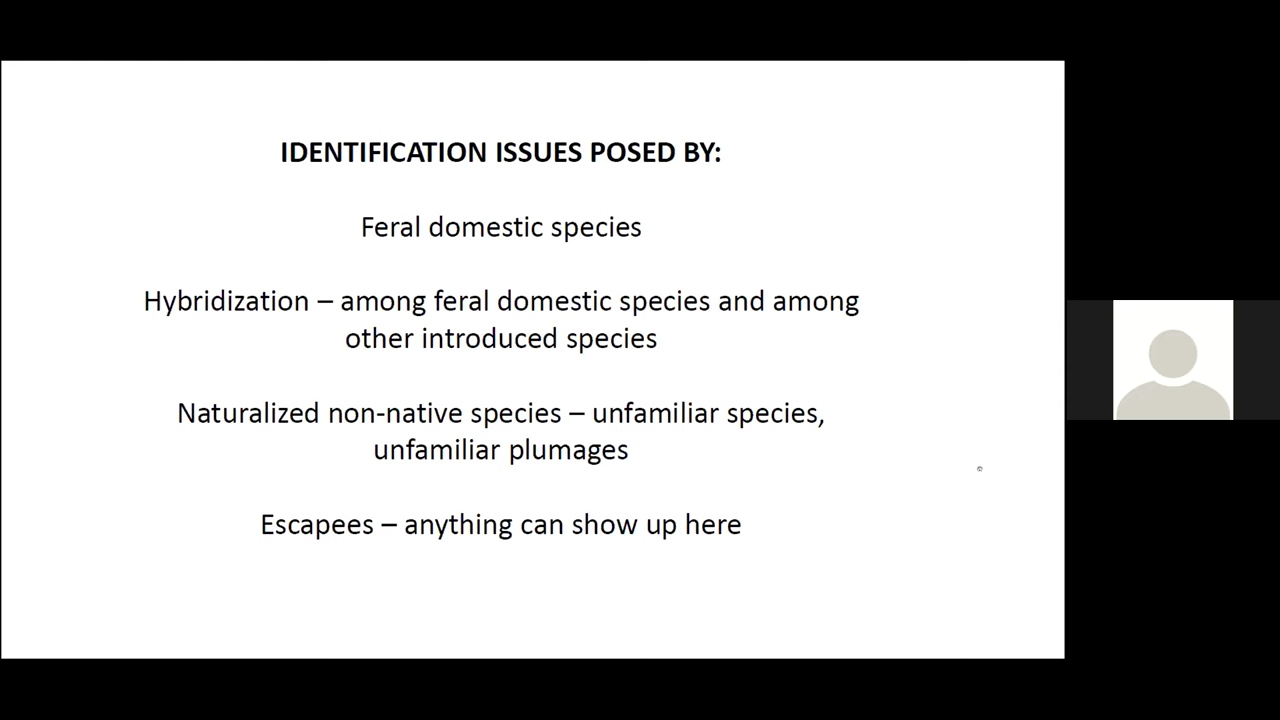 IDENTIFICATION ISSUES POSED BY:
Feral domestic species
Hybridization – among feral domestic species and among
other introduced species
Naturalized non-native species – unfamiliar species,
unfamiliar plumages
Escapees – anything can show up here